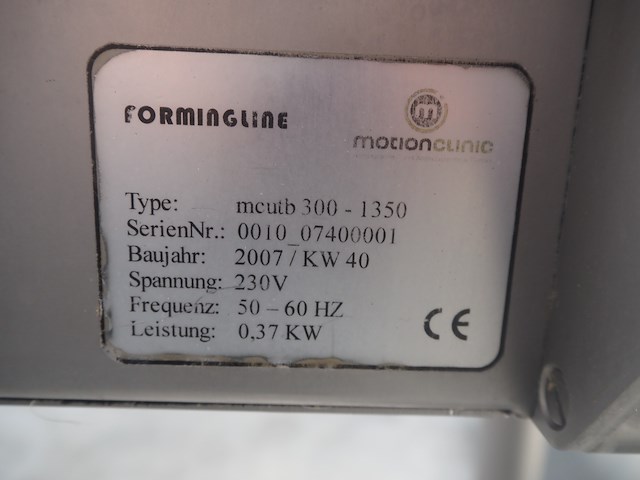 FORMINGLINE
m
motionclinic
Type: mcutb 300 - 1350
SerienNr.: 0010_07400001
Baujahr: 2007 / KW 40
Spannung: 230V
Frequenz: 50 – 60 HZ
Leistung: 0,37 KW
CE